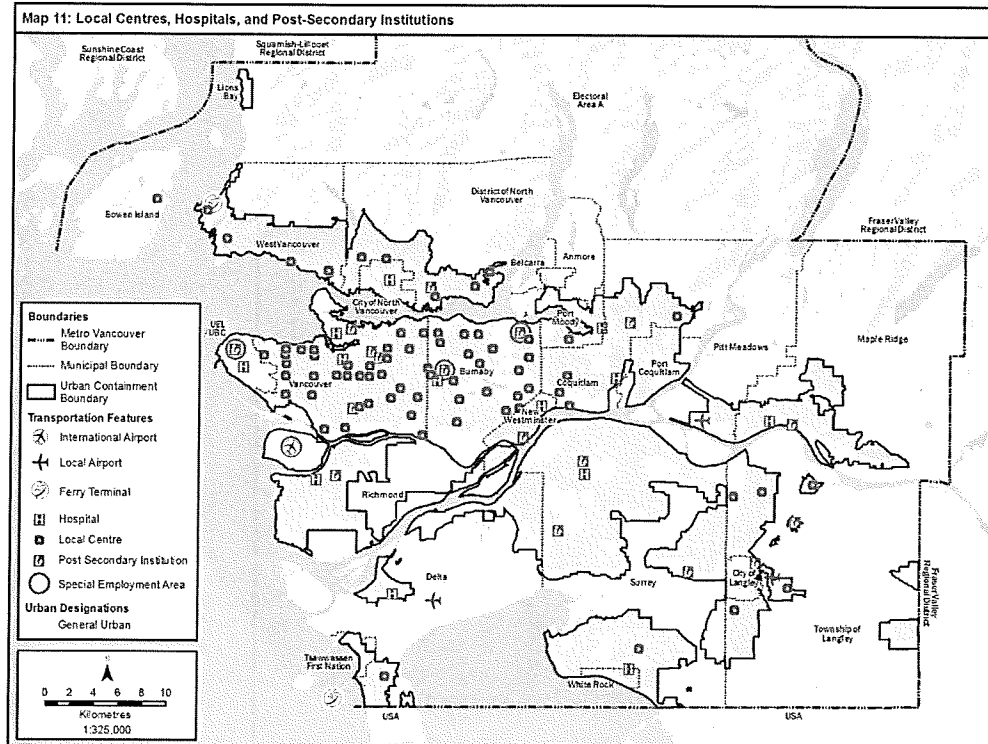 Map 11: Local Centres, Hospitals, and Post-Secondary Institutions
Sunshine Coast
Regional District
Squamish-Lillooet
Regional District
Lions
Bay
Electoral
Area A
Bowen Island
District of North
Vancouver
Fraser Valley
Regional District
West Vancouver
Belcarra
Anmore
City of North
Vancouver
Port
Moody
UEL
/UBC
Pitt Meadows
Maple Ridge
Vancouver
Burnaby
Coquitlam
Port
Coquitlam
New
Westminster
Richmond
Delta
Surrey
City of
Langley
Fraser Valley
Regional District
Township of
Langley
Tsawwassen
First Nation
White Rock
USA
USA
Boundaries
Metro Vancouver
Boundary
Municipal Boundary
Urban Containment
Boundary
Transportation Features
International Airport
Local Airport
Ferry Terminal
H Hospital
Local Centre
Post Secondary Institution
Special Employment Area
Urban Designations
General Urban
0 2 4 6 8 10
Kilometres
1:325,000